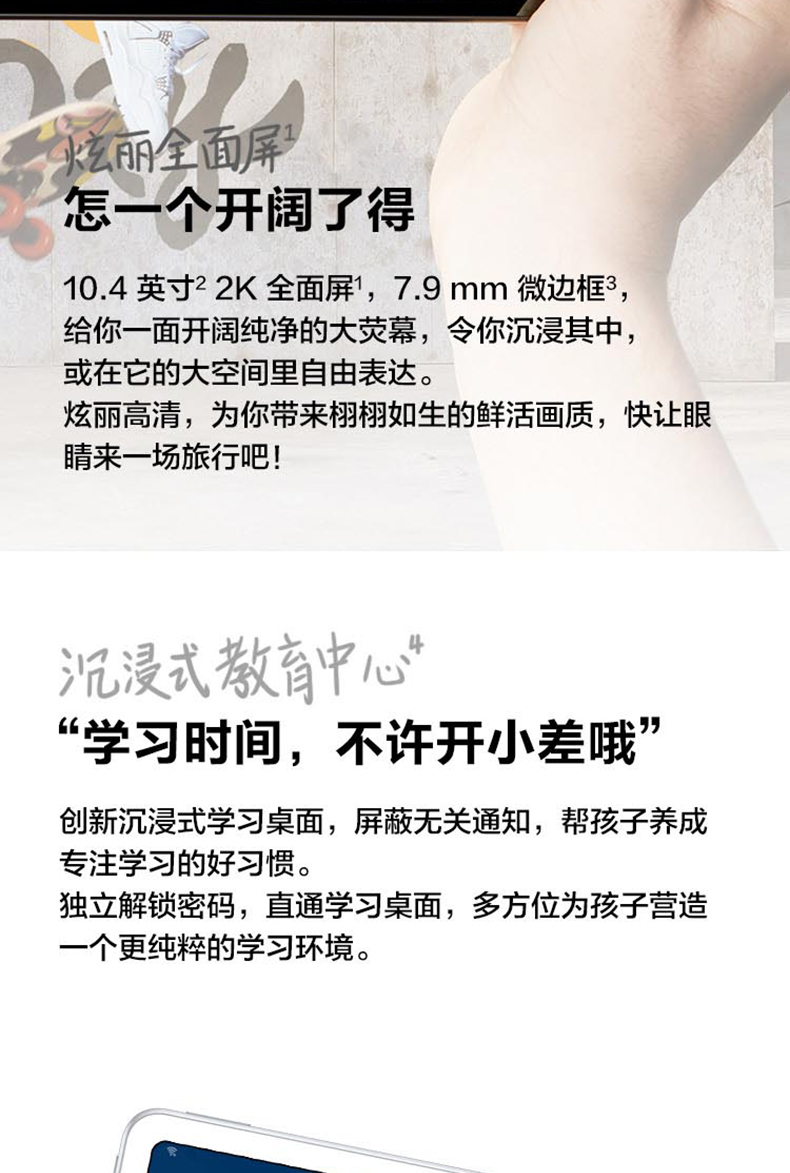 炫丽全面屏¹
怎一个开阔了得
10.4 英寸² 2K 全面屏¹，7.9 mm 微边框³，
给你一面开阔纯净的大荧幕，令你沉浸其中，
或在它的大空间里自由表达。
炫丽高清，为你带来栩栩如生的鲜活画质，快让眼
睛来一场旅行吧！
沉浸式教育中心⁴
“学习时间，不许开小差哦”
创新沉浸式学习桌面，屏蔽无关通知，帮孩子养成
专注学习的好习惯。
独立解锁密码，直通学习桌面，多方位为孩子营造
一个更纯粹的学习环境。